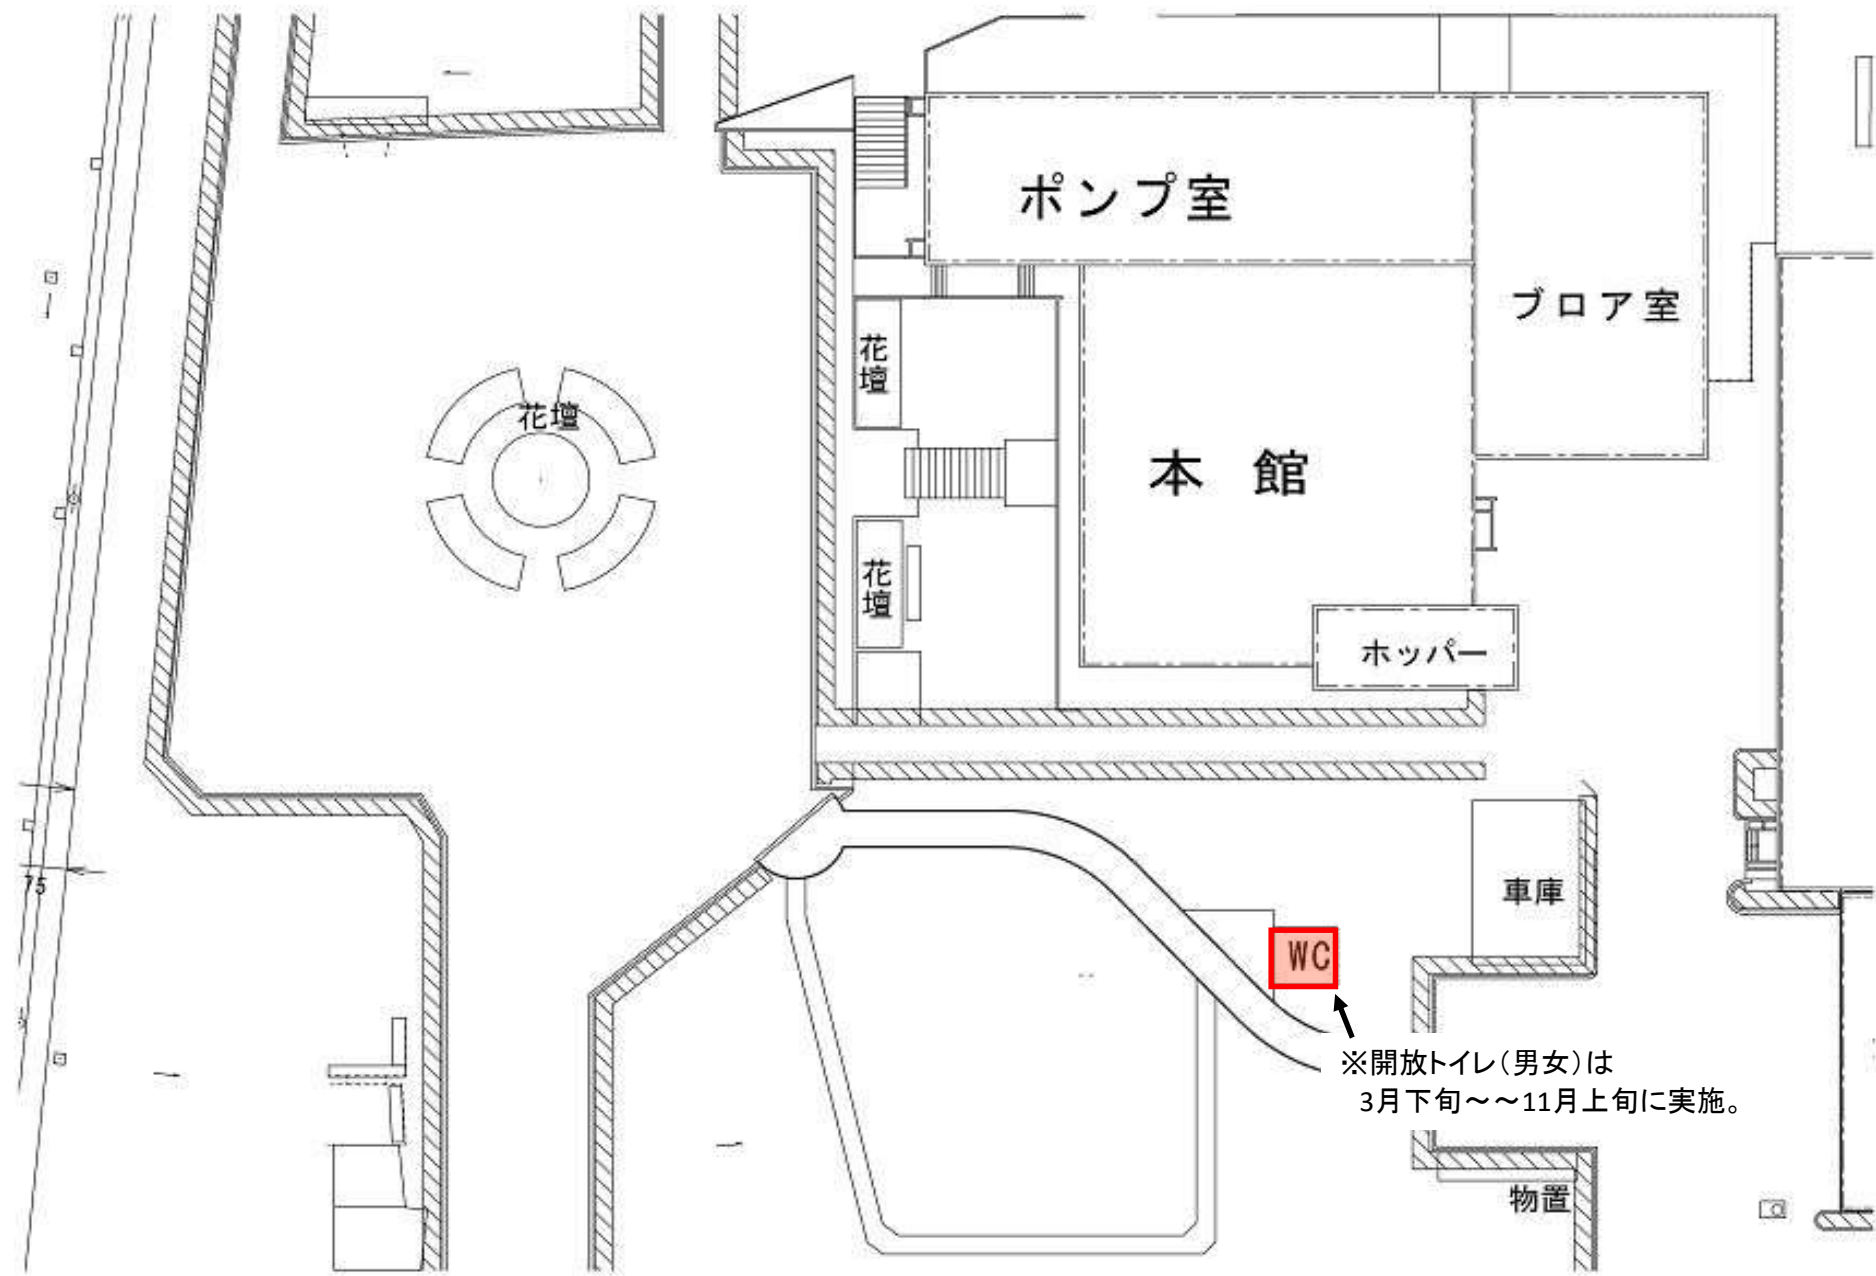 ポンプ室
ブロア室
花壇
花壇
本 館
花壇
ホッパー
75
車庫
WC
※開放トイレ(男女)は
3月下旬～～11月上旬に実施。
物置